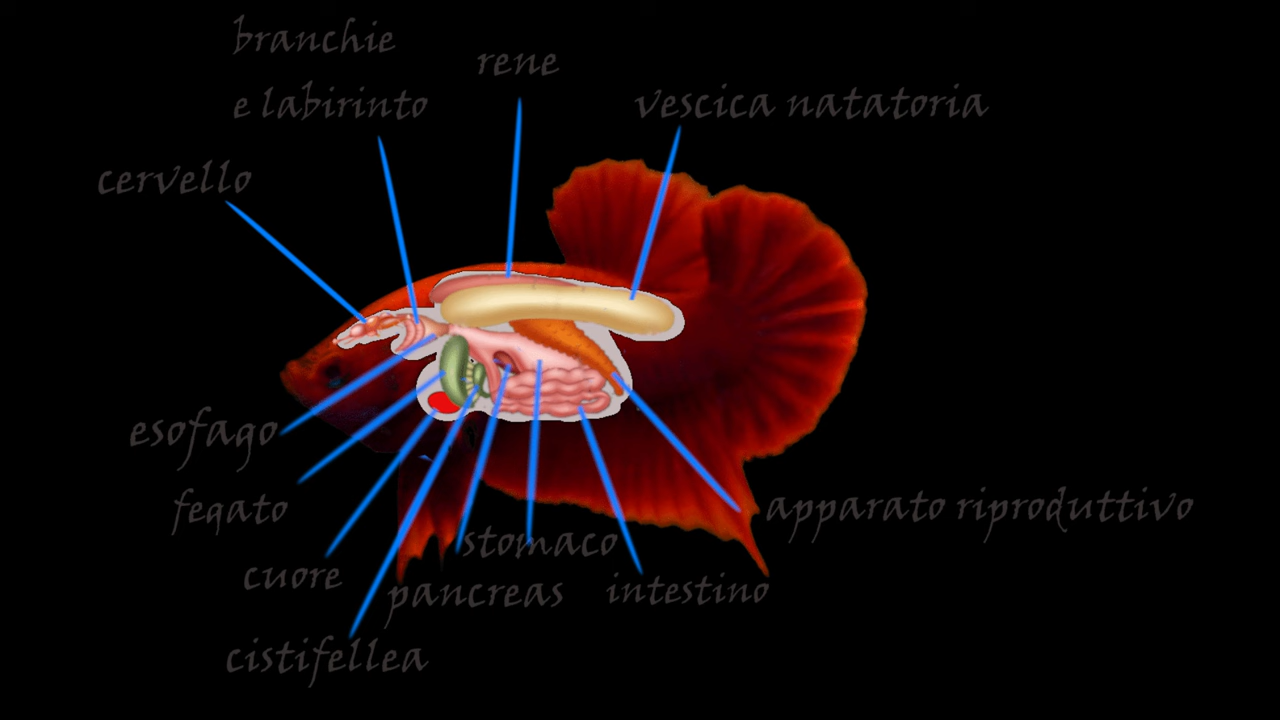 branchie
e labirinto
rene
vescica natatoria
cervello
esofago
fegato
cuore
cistifellea
pancreas
stomaco
intestino
apparato riproduttivo